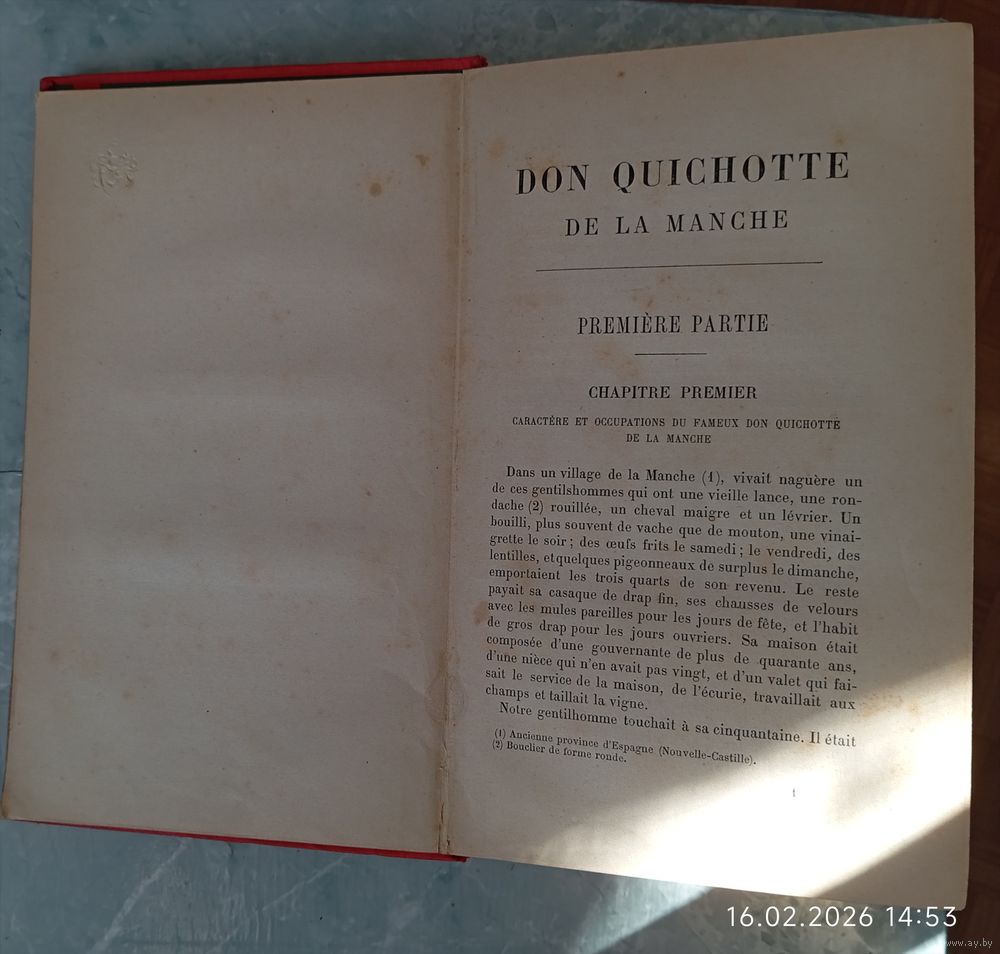 DON QUICHOTTE
DE LA MANCHE
PREMIÈRE PARTIE
CHAPITRE PREMIER
CARACTÈRE ET OCCUPATIONS DU FAMEUX DON QUICHOTTE
DE LA MANCHE
Dans un village de la Manche (1), vivait naguère un
de ces gentilshommes qui ont une vieille lance, une ron-
dache (2) rouillée, un cheval maigre et un lévrier. Un
bouilli, plus souvent de vache que de mouton, une vinai-
grette le soir ; des œufs frits le samedi ; le vendredi, des
lentilles, et quelques pigeonneaux de surplus le dimanche,
emportaient les trois quarts de son revenu. Le reste
payait sa casaque de drap fin, ses chausses de velours
avec les mules pareilles pour les jours de fête, et l'habit
de gros drap pour les jours ouvriers. Sa maison était
composée d'une gouvernante de plus de quarante ans,
d'une nièce qui n'en avait pas vingt, et d'un valet qui fai-
sait le service de la maison, de l'écurie, travaillait aux
champs et taillait la vigne.
Notre gentilhomme touchait à sa cinquantaine. Il était
(1) Ancienne province d'Espagne (Nouvelle-Castille).
(2) Bouclier de forme ronde.
1
16.02.2026 14:53
www.ay.by